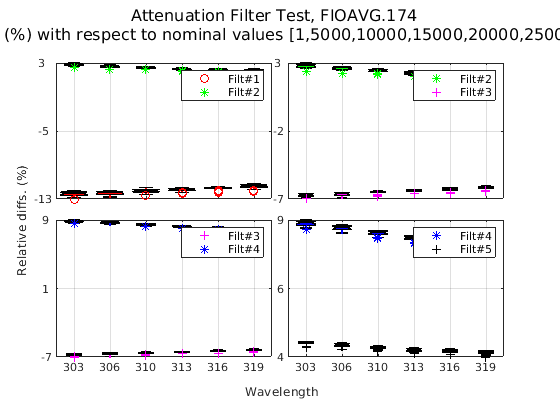 Attenuation Filter Test, FIOAVG.174
(%) with respect to nominal values [1,5000,10000,15000,20000,2500
Relative diffs. (%)
3
-5
-13
Filt#1
Filt#2
3
-7
Filt#2
Filt#3
9
1
-7
303 306 310 313 316 319
Filt#3
Filt#4
9
6
4
303 306 310 313 316 319
Filt#4
Filt#5
Wavelength